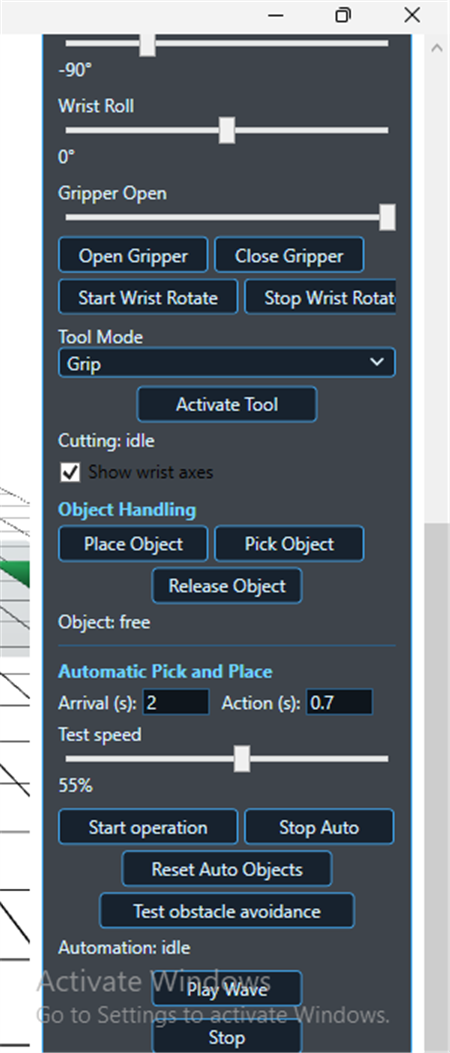 -90°
Wrist Roll
0°
Gripper Open
Open Gripper Close Gripper
Start Wrist Rotate Stop Wrist Rotat
Tool Mode
Grip
Activate Tool
Cutting: idle
Show wrist axes
Object Handling
Place Object Pick Object
Release Object
Object: free
Automatic Pick and Place
Arrival (s): 2 Action (s): 0.7
Test speed
55%
Start operation Stop Auto
Reset Auto Objects
Test obstacle avoidance
Automation: idle
Activate Windows
Play Wave
Go to Settings to activate Windows.
Stop